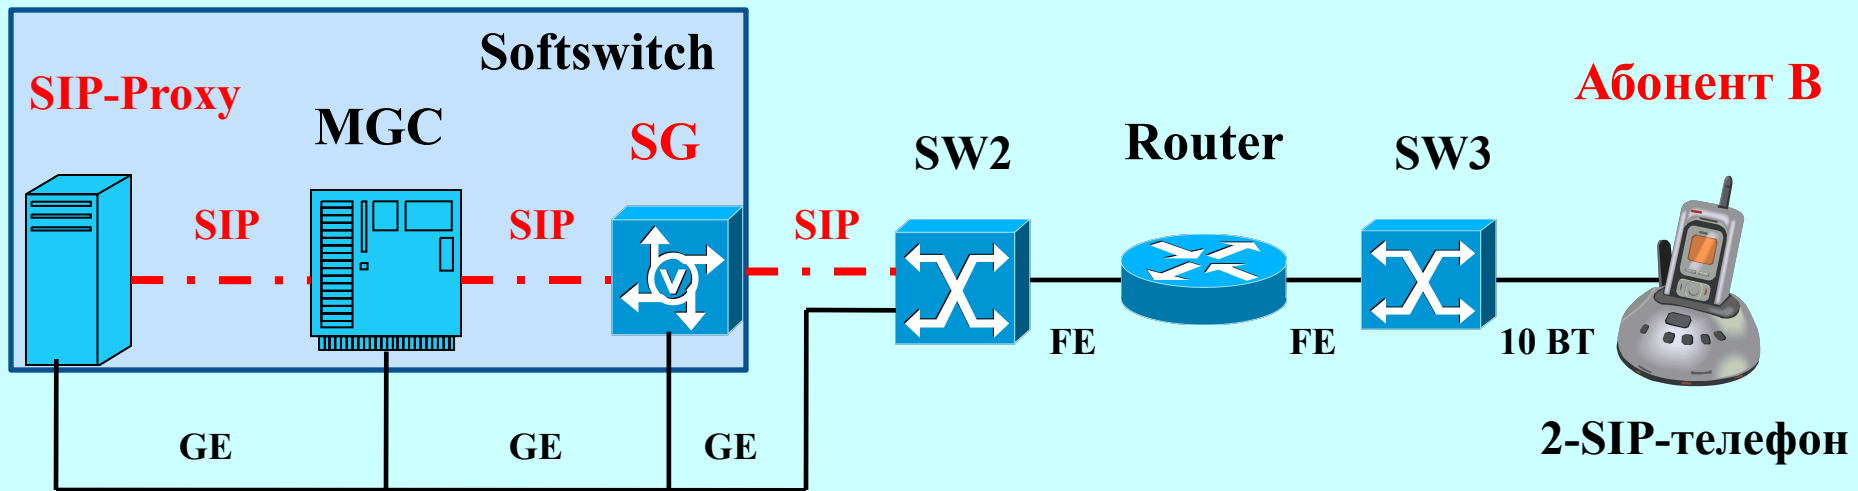 Softswitch
SIP-Proxy
MGC
SG
SW2
Router
SW3
Абонент В
SIP
SIP
SIP
FE
FE
10 BT
GE
GE
GE
2-SIP-телефон
V